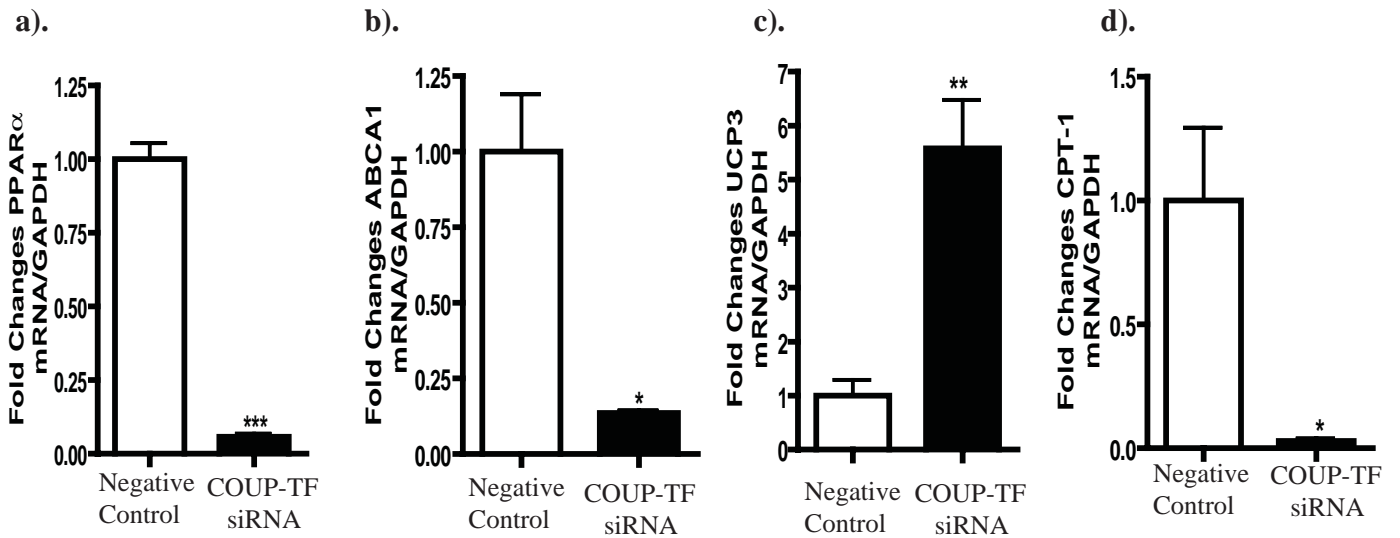 a).
Fold Changes PPARα
mRNA/GAPDH
1.25
1.00
0.75
0.50
0.25
0.00
***
Negative
Control
COUP-TF
siRNA
b).
Fold Changes ABCA1
mRNA/GAPDH
1.25
1.00
0.75
0.50
0.25
0.00
*
Negative
Control
COUP-TF
siRNA
c).
Fold Changes UCP3
mRNA/GAPDH
7
6
5
4
3
2
1
0
**
Negative
Control
COUP-TF
siRNA
d).
Fold Changes CPT-1
mRNA/GAPDH
1.5
1.0
0.5
0.0
*
Negative
Control
COUP-TF
siRNA